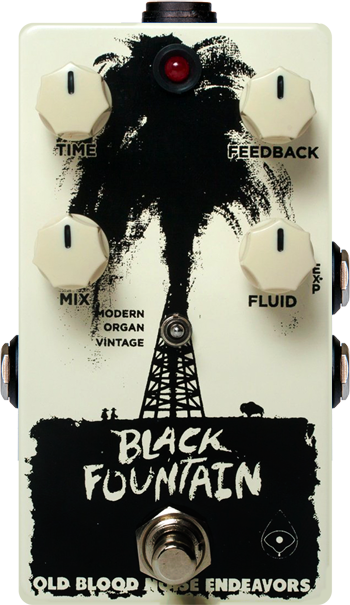 TIME
FEEDBACK
MIX
FLUID
EXP
MODERN
ORGAN
VINTAGE
BLACK
FOUNTAIN
OLD BLOOD NOISE ENDEAVORS